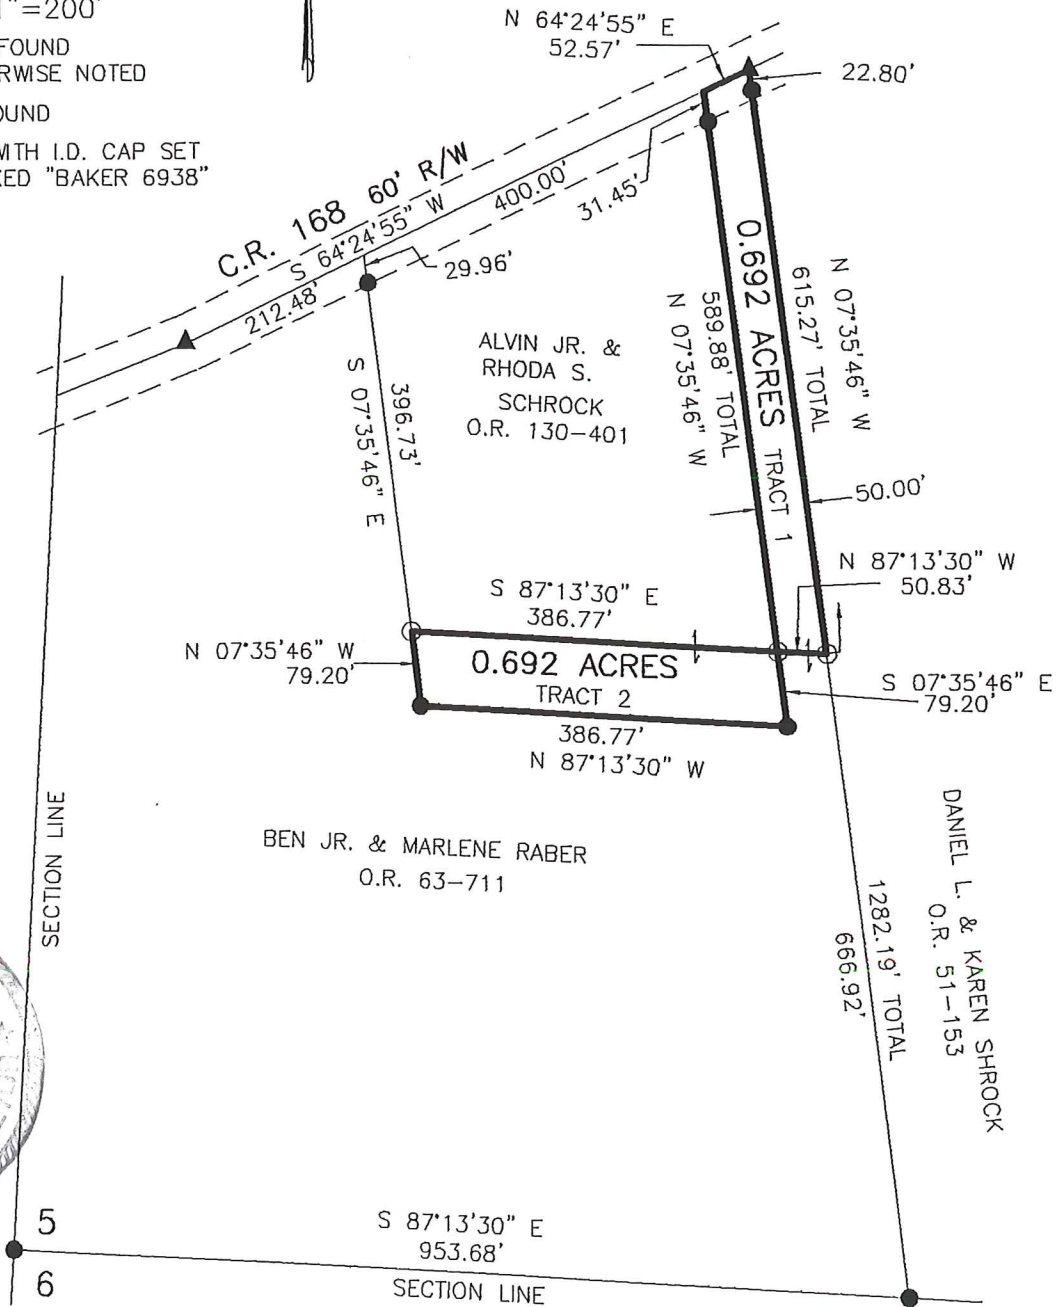 1"=200'
FOUND
RWISE NOTED
OUND
WITH I.D. CAP SET
KED "BAKER 6938"
N 64°24'55" E
52.57'
22.80'
C.R. 168 60' R/W
S 64°24'55" W
400.00'
31.45'
212.48'
29.96'
ALVIN JR. &
RHODA S.
SCHROCK
O.R. 130-401
396.73'
S 07°35'46" E
0.692 ACRES TRACT 1
589.88' TOTAL
N 07°35'46" W
N 07°35'46" W
615.27' TOTAL
50.00'
N 87°13'30" W
50.83'
S 87°13'30" E
386.77'
N 07°35'46" W
79.20'
0.692 ACRES
TRACT 2
386.77'
N 87°13'30" W
S 07°35'46" E
79.20'
SECTION LINE
BEN JR. & MARLENE RABER
O.R. 63-711
DANIEL L. & KAREN SHROCK
O.R. 51-153
1282.19' TOTAL
666.92'
5
6
S 87°13'30" E
953.68'
SECTION LINE